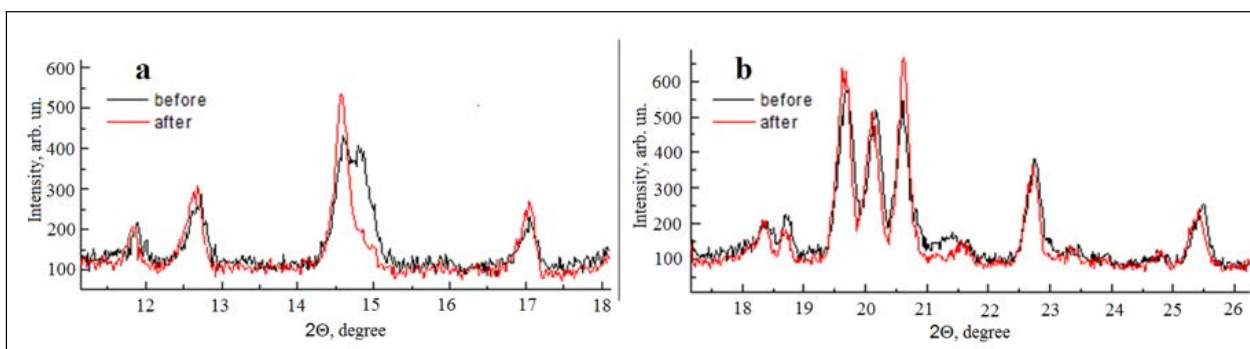 a
before
after
Intensity, arb. un.
600
500
400
300
200
100
12 13 14 15 16 17 18
2Θ, degree
b
before
after
Intensity, arb. un.
600
500
400
300
200
100
18 19 20 21 22 23 24 25 26
2Θ, degree